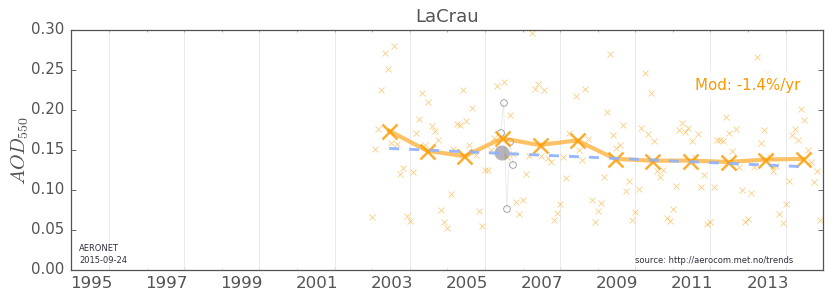 LaCrau
0.30
0.25
0.20
0.15
0.10
0.05
0.00
AOD550
Mod: -1.4%/yr
AERONET
2015-09-24
source: http://aerocom.met.no/trends
1995 1997 1999 2001 2003 2005 2007 2009 2011 2013